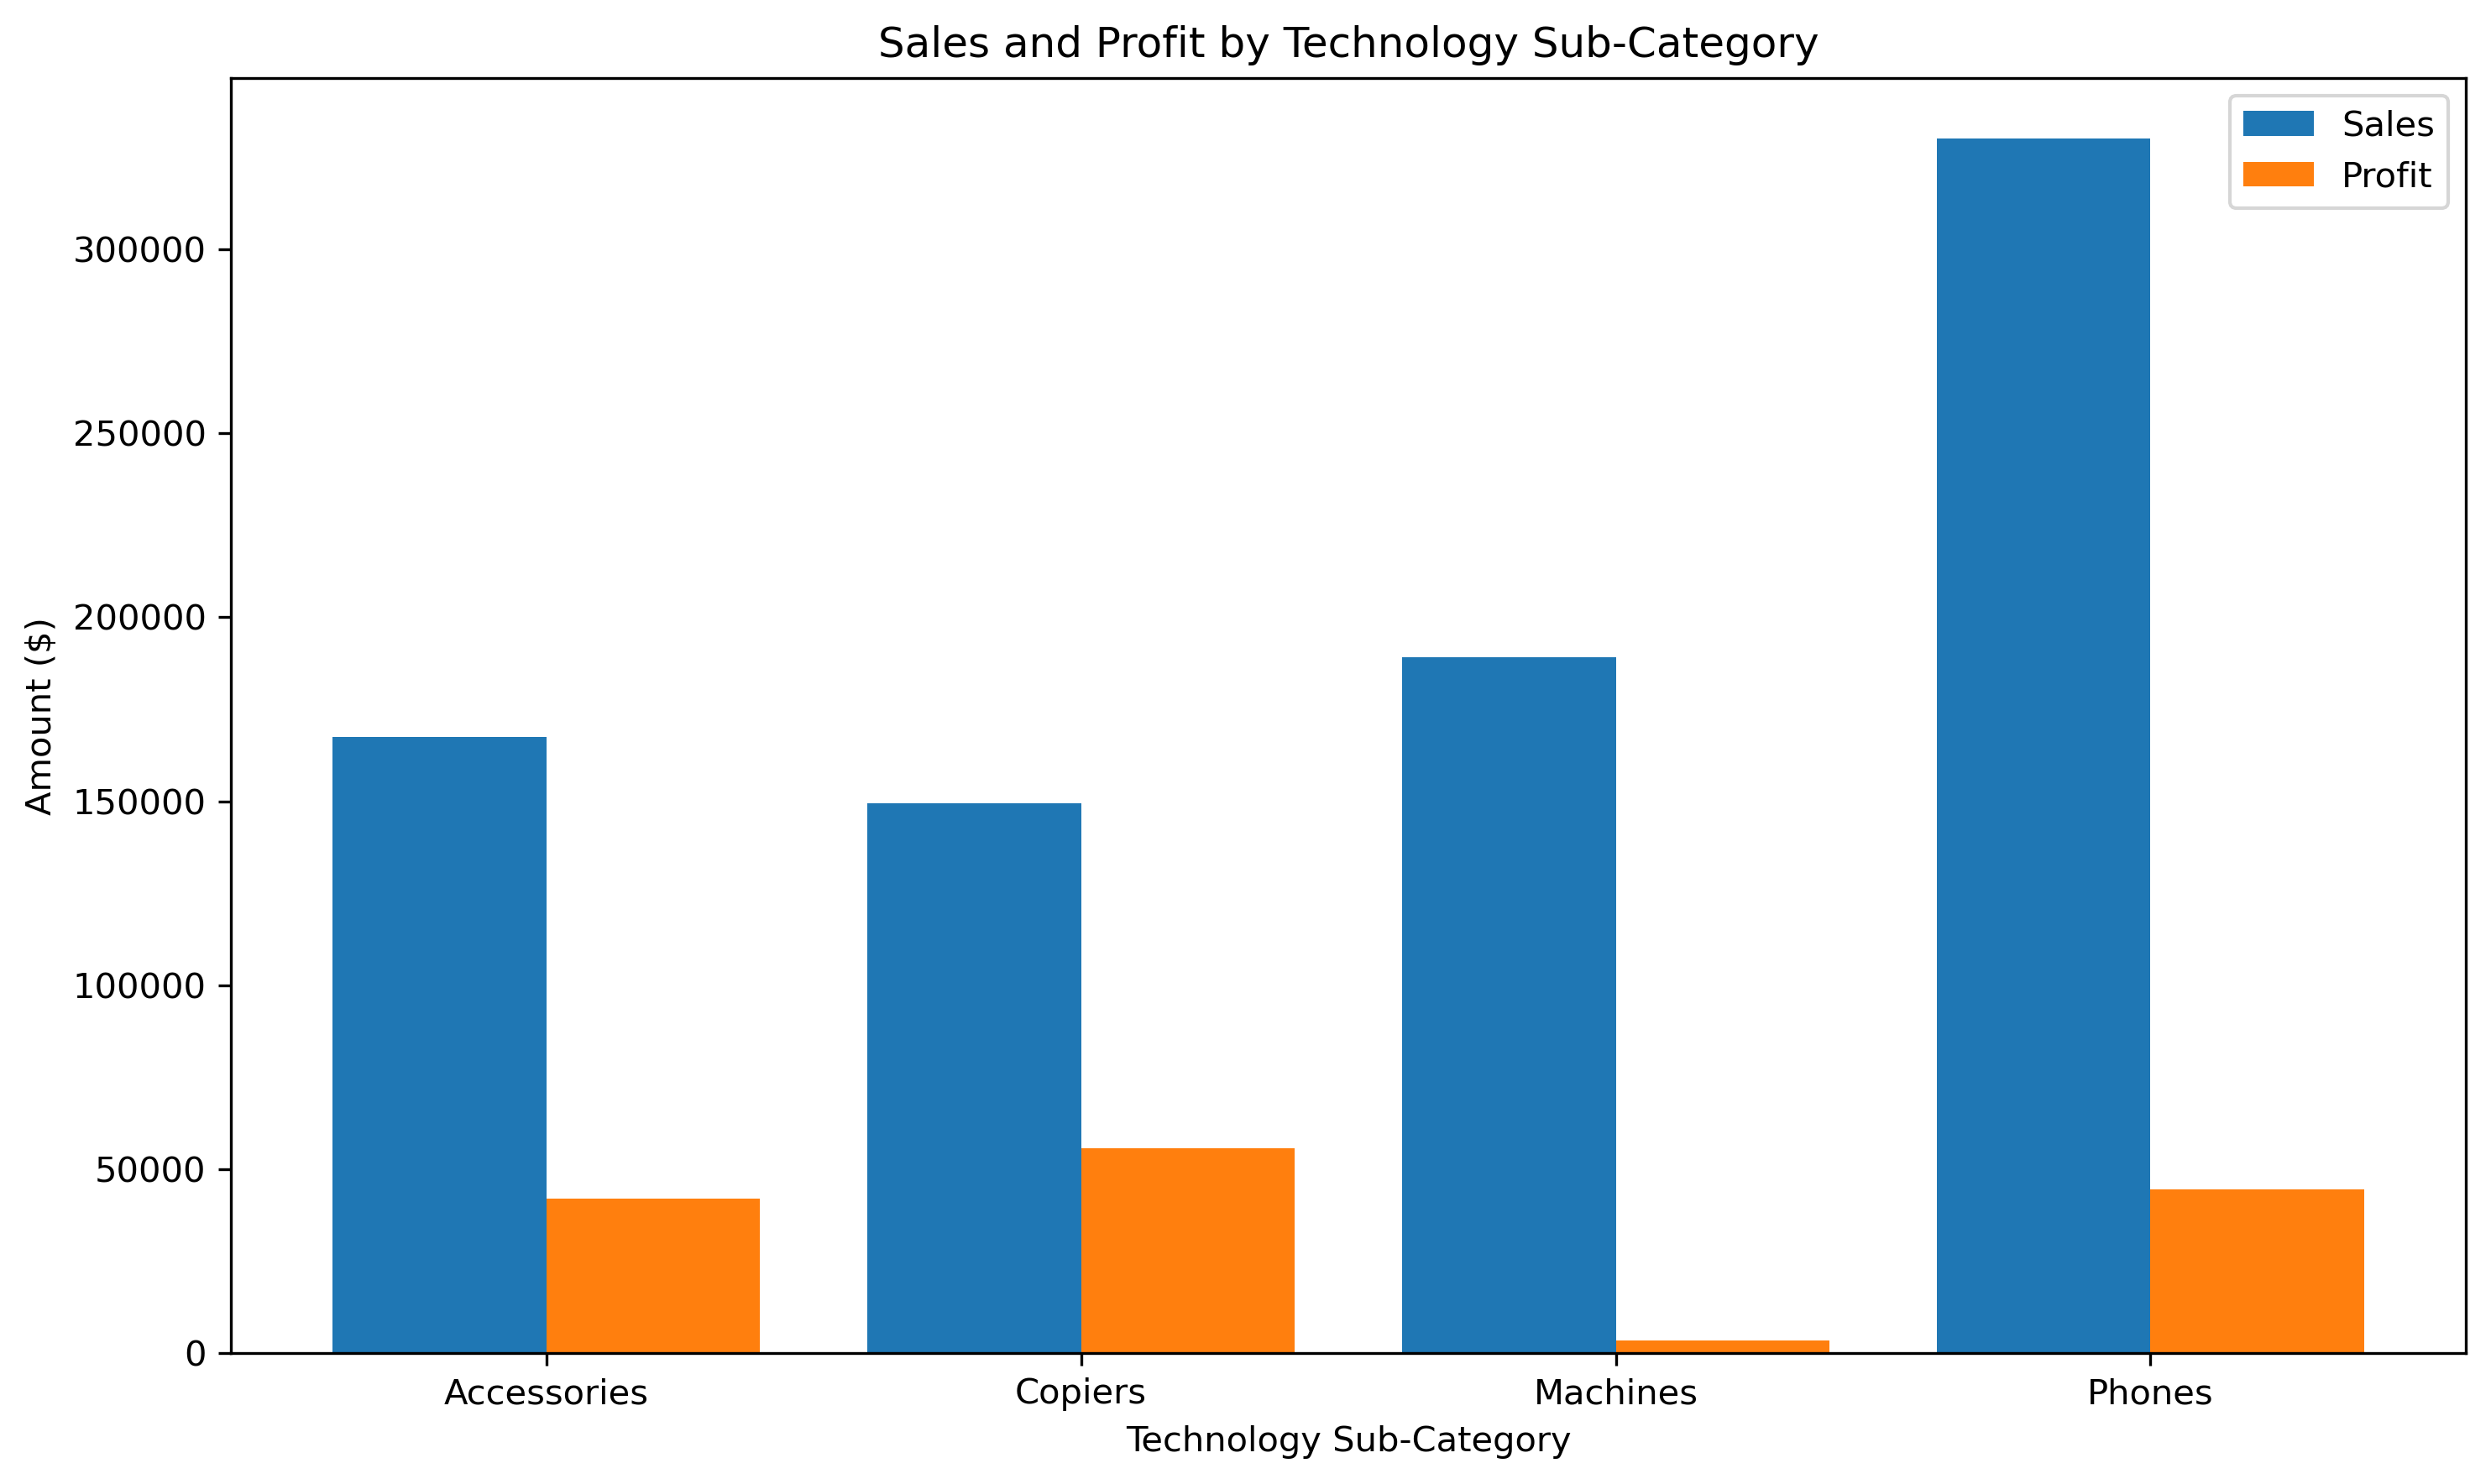 Sales and Profit by Technology Sub-Category
Sales
Profit
300000
250000
200000
150000
100000
50000
0
Amount ($)
Accessories
Copiers
Machines
Phones
Technology Sub-Category